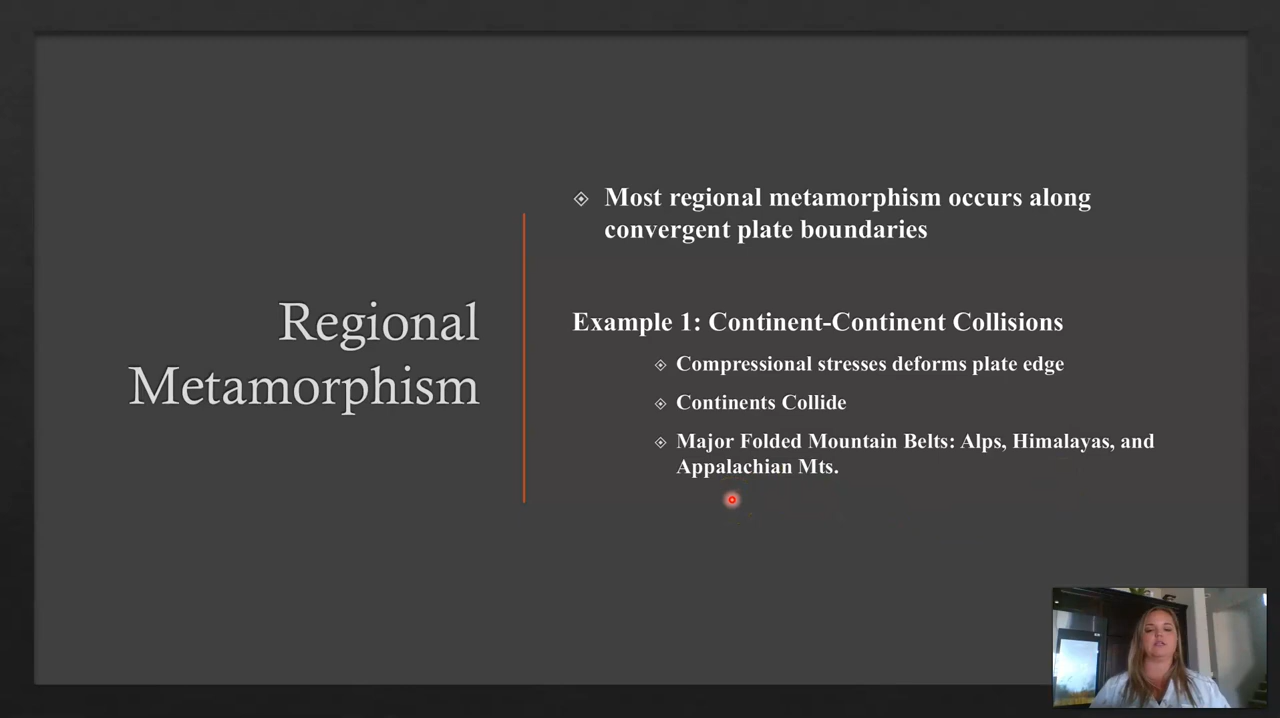 Regional
Metamorphism
Most regional metamorphism occurs along
convergent plate boundaries
Example 1: Continent-Continent Collisions
Compressional stresses deforms plate edge
Continents Collide
Major Folded Mountain Belts: Alps, Himalayas, and
Appalachian Mts.